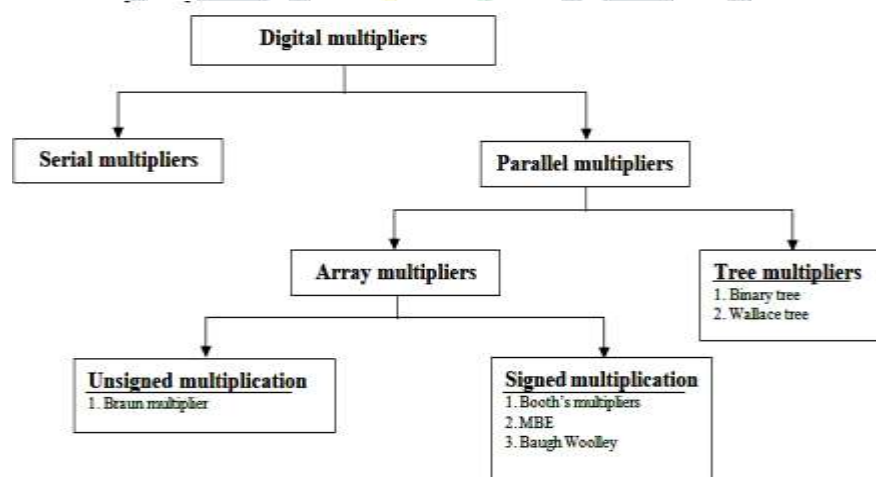 Digital multipliers
Serial multipliers
Parallel multipliers
Array multipliers
Tree multipliers
1. Binary tree
2. Wallace tree
Unsigned multiplication
1. Braun multiplier
Signed multiplication
1. Booth's multipliers
2. MBE
3. Baugh Woolley